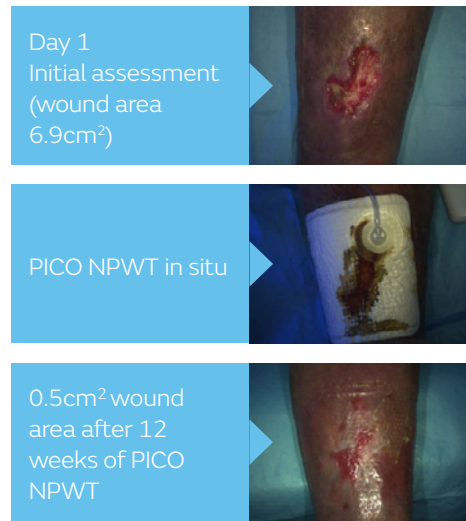 Day 1
Initial assessment
(wound area
6.9cm²)
PICO NPWT in situ
0.5cm² wound
area after 12
weeks of PICO
NPWT